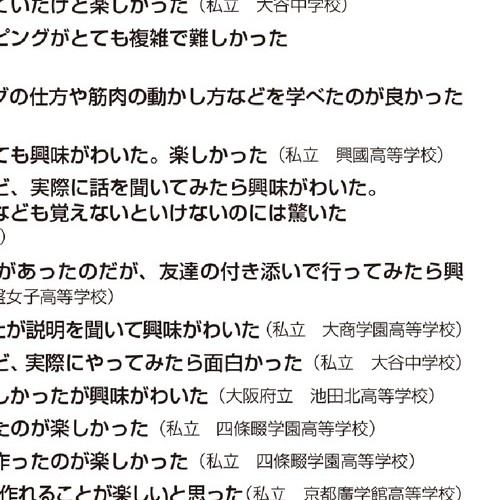 ていたけど楽しかった（私立　大谷中学校）
ピングがとても複雑で難しかった
グの仕方や筋肉の動かし方などを学べたのが良かった
ても興味がわいた。楽しかった（私立　興國高等学校）
ど、実際に話を聞いてみたら興味がわいた。
なども覚えないといけないのには驚いた
）
があったのだが、友達の付き添いで行ってみたら興
盤女子高等学校）
たが説明を聞いて興味がわいた（私立　大商学園高等学校）
ど、実際にやってみたら面白かった（私立　大谷中学校）
しかったが興味がわいた（大阪府立　池田北高等学校）
たのが楽しかった（私立　四條畷学園高等学校）
作ったのが楽しかった（私立　四條畷学園高等学校）
作れることが楽しいと思った（私立　京都廣学館高等学校）